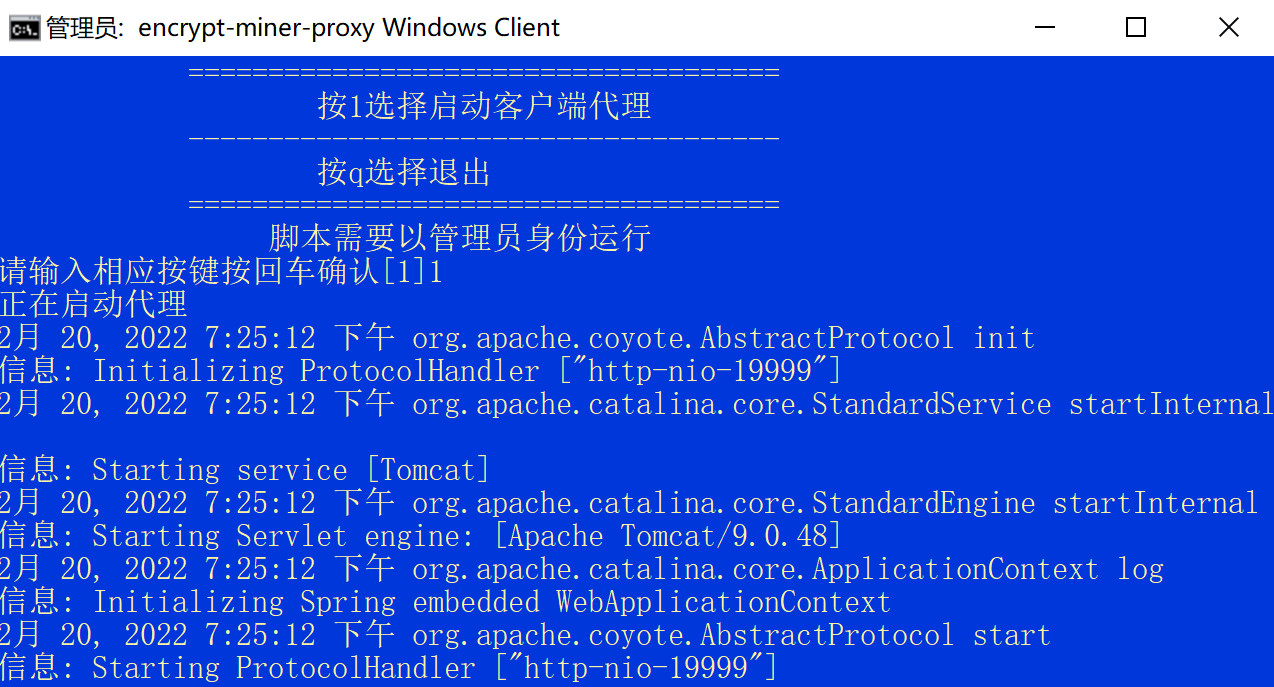 管理员: encrypt-miner-proxy Windows Client
=====================================
按1选择启动客户端代理
-------------------------------------
按q选择退出
=====================================
脚本需要以管理员身份运行
请输入相应按键按回车确认[1]1
正在启动代理
2月 20, 2022 7:25:12 下午 org.apache.coyote.AbstractProtocol init
信息: Initializing ProtocolHandler ["http-nio-19999"]
2月 20, 2022 7:25:12 下午 org.apache.catalina.core.StandardService startInternal
信息: Starting service [Tomcat]
2月 20, 2022 7:25:12 下午 org.apache.catalina.core.StandardEngine startInternal
信息: Starting Servlet engine: [Apache Tomcat/9.0.48]
2月 20, 2022 7:25:12 下午 org.apache.catalina.core.ApplicationContext log
信息: Initializing Spring embedded WebApplicationContext
2月 20, 2022 7:25:12 下午 org.apache.coyote.AbstractProtocol start
信息: Starting ProtocolHandler ["http-nio-19999"]